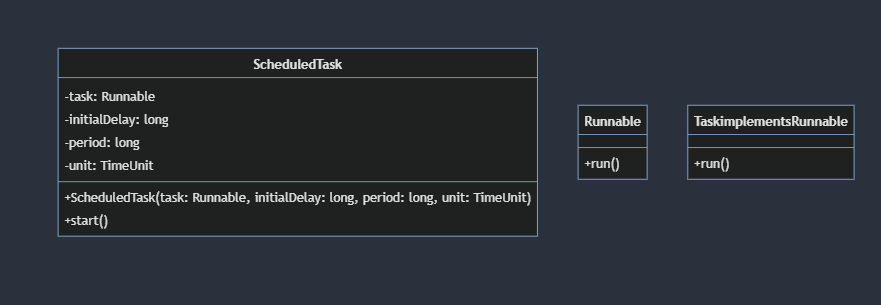 ScheduledTask
-task: Runnable
-initialDelay: long
-period: long
-unit: TimeUnit
+ScheduledTask(task: Runnable, initialDelay: long, period: long, unit: TimeUnit)
+start()
Runnable
+run()
TaskimplementsRunnable
+run()